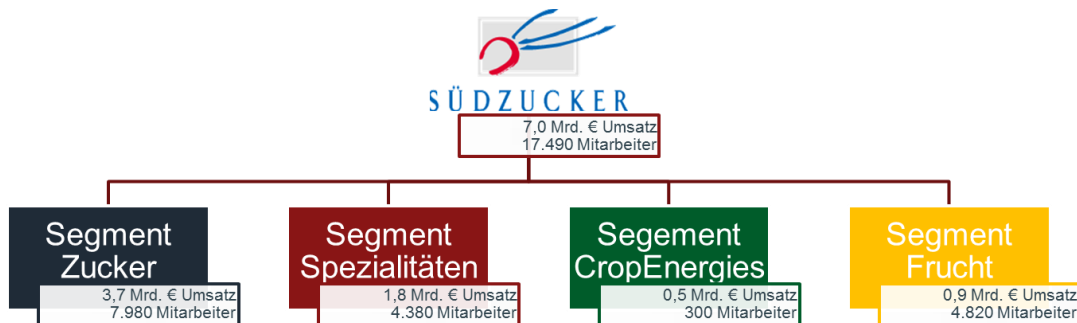 SÜDZUCKER
7,0 Mrd. € Umsatz
17.490 Mitarbeiter
Segment
Zucker
3,7 Mrd. € Umsatz
7.980 Mitarbeiter
Segment
Spezialitäten
1,8 Mrd. € Umsatz
4.380 Mitarbeiter
Segement
CropEnergies
0,5 Mrd. € Umsatz
300 Mitarbeiter
Segment
Frucht
0,9 Mrd. € Umsatz
4.820 Mitarbeiter